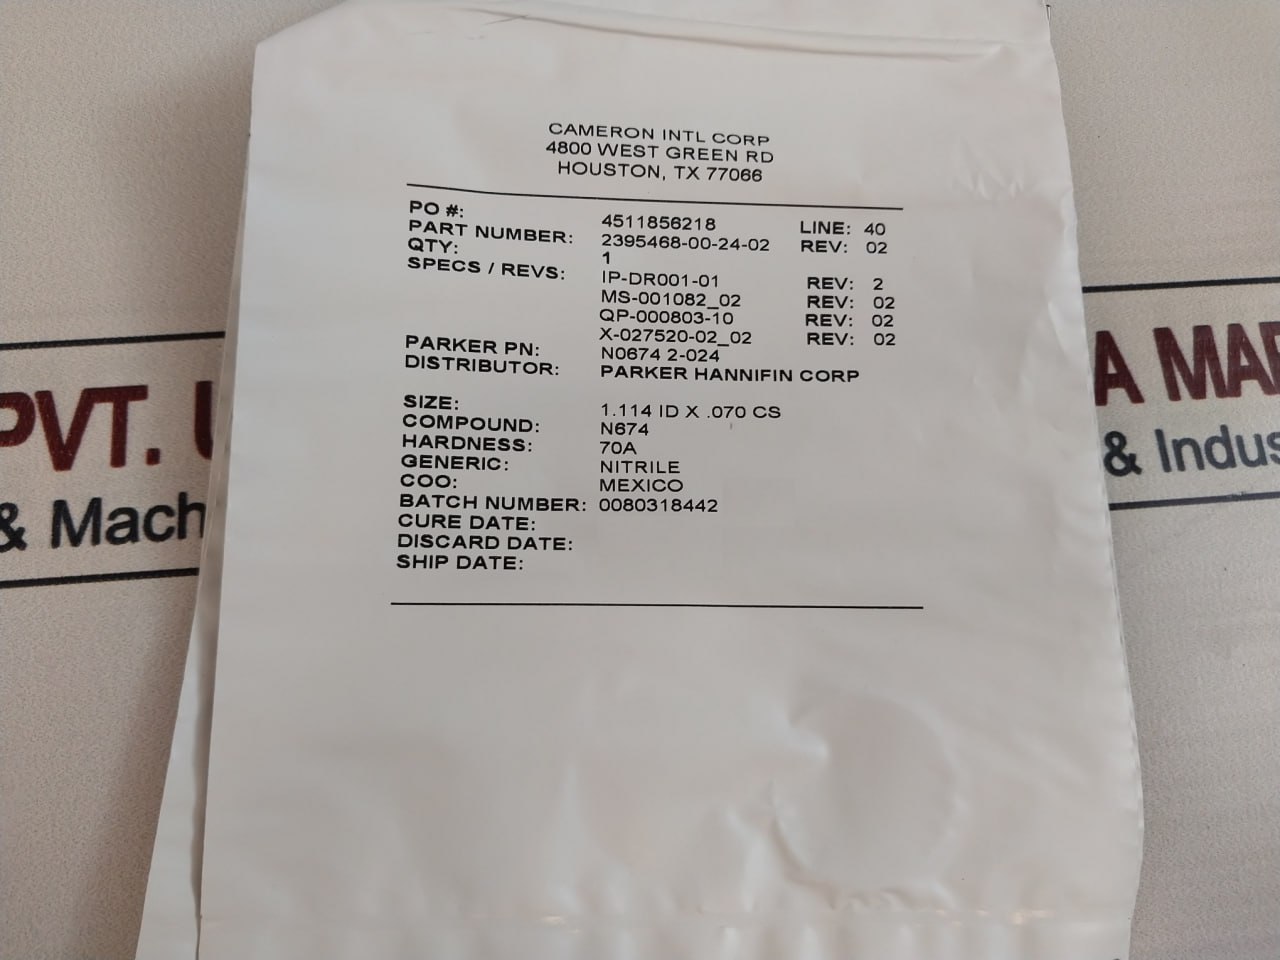 CAMERON INTL CORP
4800 WEST GREEN RD
HOUSTON, TX 77066
PO #: 4511856218 LINE: 40
PART NUMBER: 2395468-00-24-02 REV: 02
QTY: 1
SPECS / REVS: IP-DR001-01 REV: 2
MS-001082_02 REV: 02
QP-000803-10 REV: 02
X-027520-02_02 REV: 02
PARKER PN: N0674 2-024
DISTRIBUTOR: PARKER HANNIFIN CORP
SIZE: 1.114 ID X .070 CS
COMPOUND: N674
HARDNESS: 70A
GENERIC: NITRILE
COO: MEXICO
BATCH NUMBER: 0080318442
CURE DATE:
DISCARD DATE:
SHIP DATE:
PVT.
& Mach
A MAR
& Indus